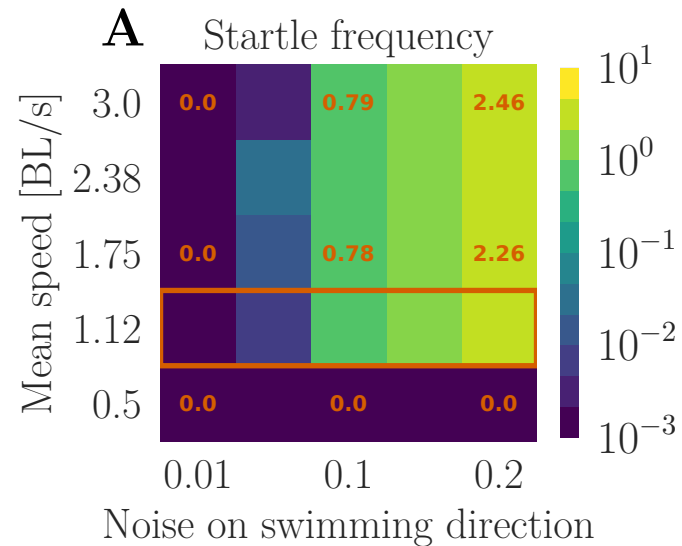 A
Startle frequency
Mean speed [BL/s]
3.0
2.38
1.75
1.12
0.5
0.0 0.79 2.46
0.0 0.78 2.26
0.0 0.0 0.0
0.01 0.1 0.2
Noise on swimming direction
10¹
10⁰
10⁻¹
10⁻²
10⁻³